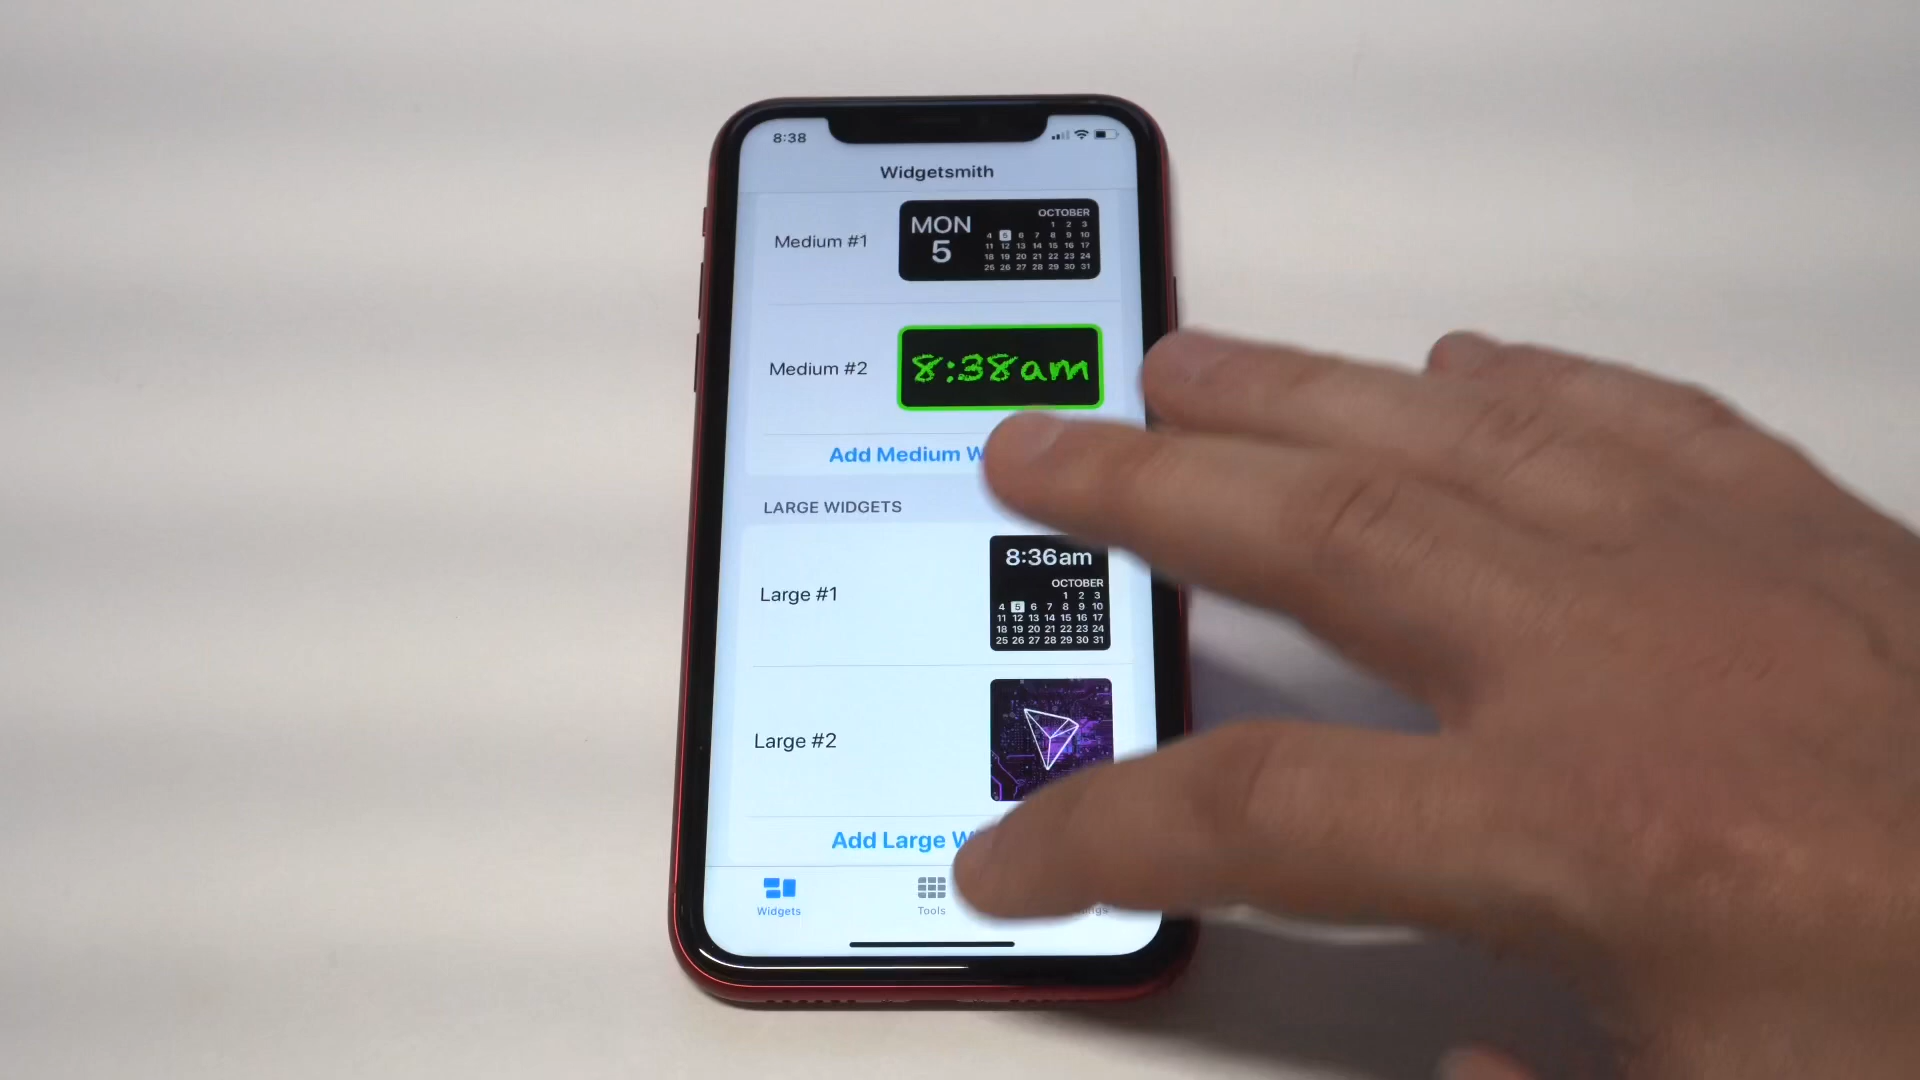 8:38
Widgetsmith
Medium #1
MON
5
OCTOBER
1 2 3
4 5 6 7 8 9 10
11 12 13 14 15 16 17
18 19 20 21 22 23 24
25 26 27 28 29 30 31
Medium #2
8:38am
Add Medium W
LARGE WIDGETS
Large #1
8:36am
OCTOBER
1 2 3
4 5 6 7 8 9 10
11 12 13 14 15 16 17
18 19 20 21 22 23 24
25 26 27 28 29 30 31
Large #2
Add Large W
Widgets
Tools